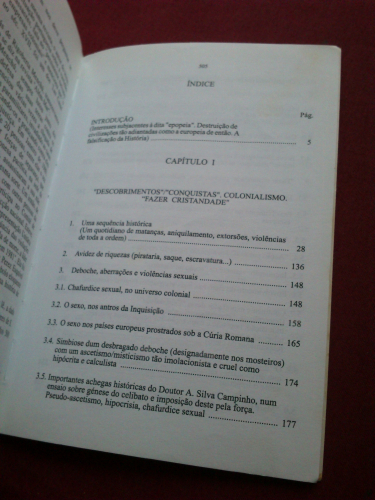 869
ÍNDICE
Pág.
INTRODUÇÃO
(Interesses subjacentes à dita "epopeia". Destruição de
civilizações tão adiantadas como a europeia de então. A
falsificação da História) 5
CAPÍTULO I
"DESCOBRIMENTOS"/"CONQUISTAS" COLONIALISMO.
"FAZER CRISTANDADE"
1. Uma sequência histórica
(Um quotidiano de matanças, aniquilamento, extorsões, violências
de toda a ordem) 28
2. Avidez de riquezas (pirataria, saque, escravatura...) 136
3. Deboche, aberrações e violências sexuais 148
3.1. Chafurdice sexual, no universo colonial 148
3.2. O sexo, nos antros da Inquisição 158
3.3. O sexo nos países europeus prostrados sob a Cúria Romana 165
3.4. Simbiose dum desbragado deboche (designadamente nos mosteiros)
com um ascetismo/misticismo tão imolacionista e cruel como
hipócrita e calculista 174
3.5. Importantes achegas históricas do Doutor A. Silva Campinho, num
ensaio sobre génese do celibato e imposição deste pela força.
Pseudo-ascetismo, hipocrisia, chafurdice sexual 177